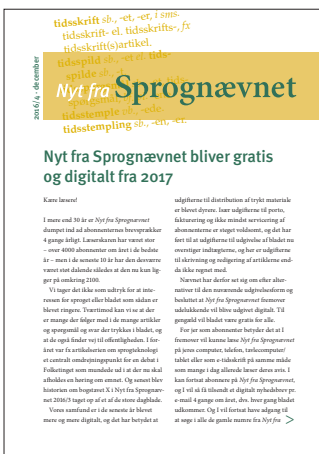 tidsskrift sb., -et, -er, i sms.
tidsskrift- el. tidsskrifts-, fx
tidsskrift(s)artikel.
tidsspild sb., -et el. tids-
spilde sb.,
tidsstemple sb., -ede.
tidsstempling sb., -en, -er.
2016/4 · december
Nyt fra Sprognævnet
Nyt fra Sprognævnet bliver gratis
og digitalt fra 2017
Kære læsere!
I mere end 30 år er Nyt fra Sprognævnet
dumpet ind ad abonnenternes brevsprækker
4 gange årligt. Læserskaren har været stor
– over 4000 abonnenter om året i de bedste
år – men i de seneste 10 år har den desværre
været støt dalende således at den nu kun lig-
ger på omkring 2100.
Vi tager det ikke som udtryk for at inte-
ressen for sproget eller bladet som sådan er
blevet ringere. Tværtimod kan vi se at der
er mange der følger med i de mange artikler
og spørgsmål og svar der trykkes i bladet, og
at de også finder vej til offentligheden. I for-
året var fx artikelserien om sprogteknologi
et centralt omdrejningspunkt for en debat i
Folketinget som mundede ud i at der nu skal
afholdes en høring om emnet. Og senest blev
historien om bogstavet X i Nyt fra Sprognæv-
net 2016/3 taget op af et af de store dagblade.
Vores samfund er i de seneste år blevet
mere og mere digitalt, og det har betydet at
udgifterne til distribution af trykt materiale
er blevet dyrere. Især udgifterne til porto,
fakturering og ikke mindst servicering af
abonnenterne er steget voldsomt, og det har
ført til at udgifterne til udgivelse af bladet nu
overstiger indtægterne, og her er udgifterne
til skrivning og redigering af artiklerne end-
da ikke regnet med.
Nævnet har derfor set sig om efter alter-
nativer til den nuværende udgivelsesform og
besluttet at Nyt fra Sprognævnet fremover
udelukkende vil blive udgivet digitalt. Til
gengæld vil bladet være gratis for alle.
For jer som abonnenter betyder det at I
fremover vil kunne læse Nyt fra Sprognævnet
på jeres computer, telefon, tavlecomputer/
tablet eller som e-tidsskrift på samme måde
som mange i dag allerede læser deres avis. I
kan fortsat abonnere på Nyt fra Sprognævnet,
og I vil så få tilsendt et digitalt nyhedsbrev pr.
e-mail 4 gange om året, dvs. hver gang bladet
udkommer. Og I vil fortsat have adgang til
at søge i alle de gamle numre fra Nyt fra >